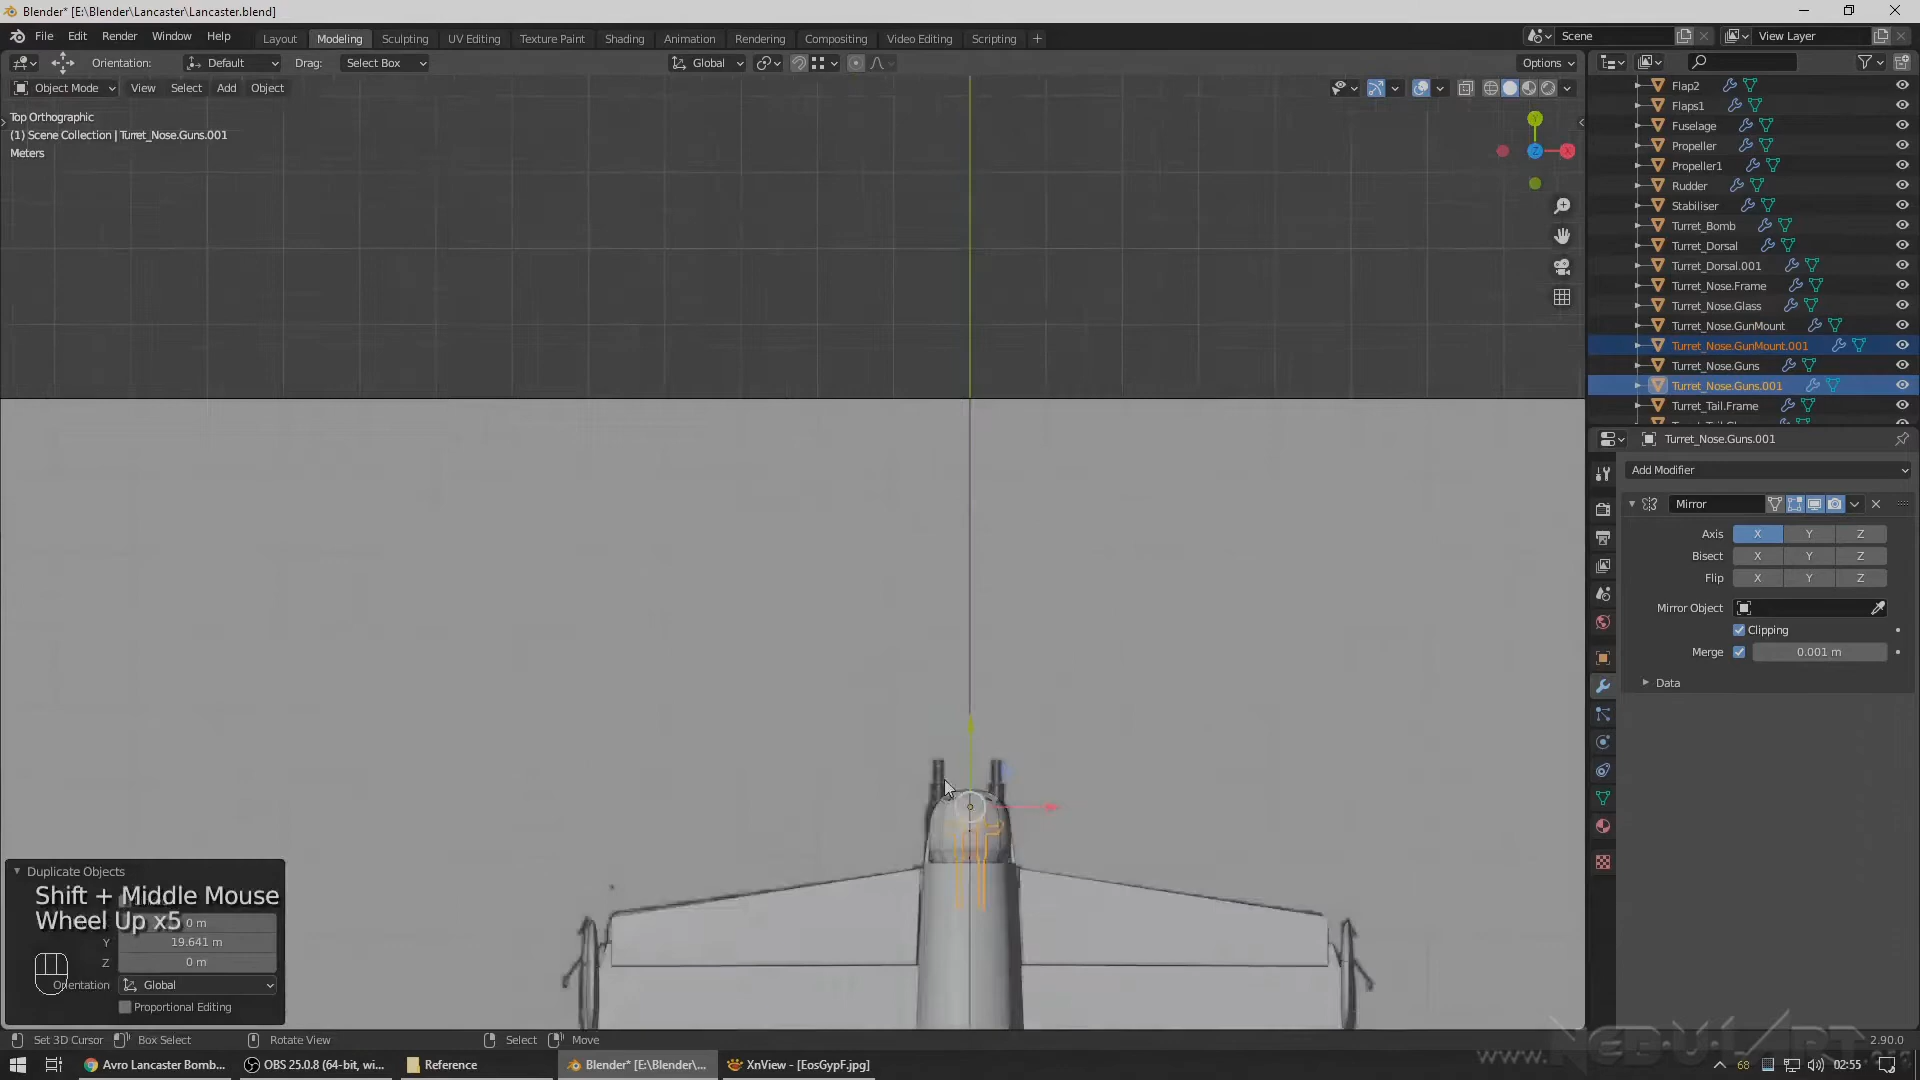 Blender* [E:\Blender\Lancaster\Lancaster.blend]
File Edit Render Window Help Layout Modeling Sculpting UV Editing Texture Paint Shading Animation Rendering Compositing Video Editing Scripting + Scene View Layer
Orientation: Default Drag: Select Box Global Options
Object Mode View Select Add Object
Top Orthographic
(1) Scene Collection | Turret_Nose.Guns.001
Meters
Y
Z X
Flap2
Flaps1
Fuselage
Propeller
Propeller1
Rudder
Stabiliser
Turret_Bomb
Turret_Dorsal
Turret_Dorsal.001
Turret_Nose.Frame
Turret_Nose.Glass
Turret_Nose.GunMount
Turret_Nose.GunMount.001
Turret_Nose.Guns
Turret_Nose.Guns.001
Turret_Tail.Frame
Turret_Nose.Guns.001
Add Modifier
Mirror
Axis X Y Z
Bisect X Y Z
Flip X Y Z
Mirror Object
Clipping
Merge 0.001 m
Data
Duplicate Objects
Shift + Middle Mouse
Wheel Up x5
0 m
Y 19.641 m
Z 0 m
Orientation Global
Proportional Editing
Set 3D Cursor Box Select Rotate View Select Move 2.90.0
Avro Lancaster Bomb... OBS 25.0.8 (64-bit, wi... Reference Blender* [E:\Blender\... XnView - [EosGypF.jpg] 68 02:55